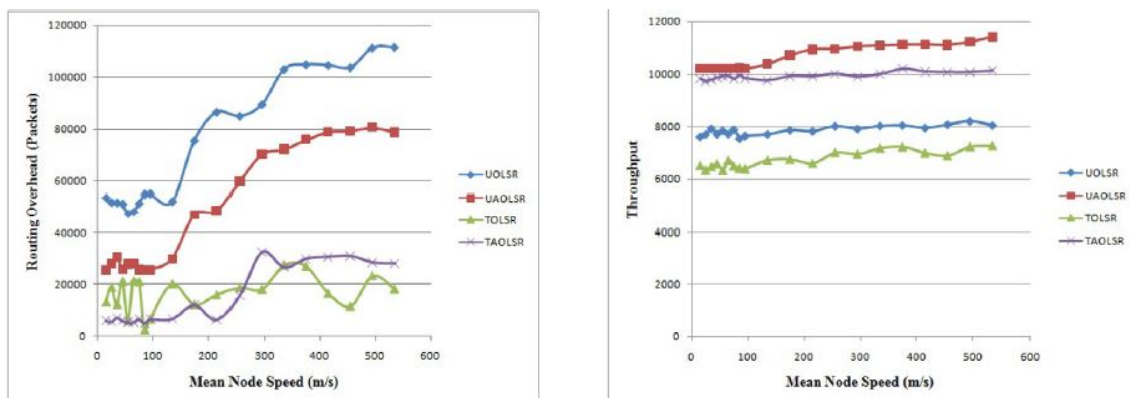 120000
100000
80000
60000
40000
20000
0
0 100 200 300 400 500 600
Routing Overhead (Packets)
Mean Node Speed (m/s)
UOLSR
UAOLSR
TOLSR
TAOLSR
12000
10000
8000
6000
4000
2000
0
0 100 200 300 400 500 600
Throughput
Mean Node Speed (m/s)
UOLSR
UAOLSR
TOLSR
TAOLSR